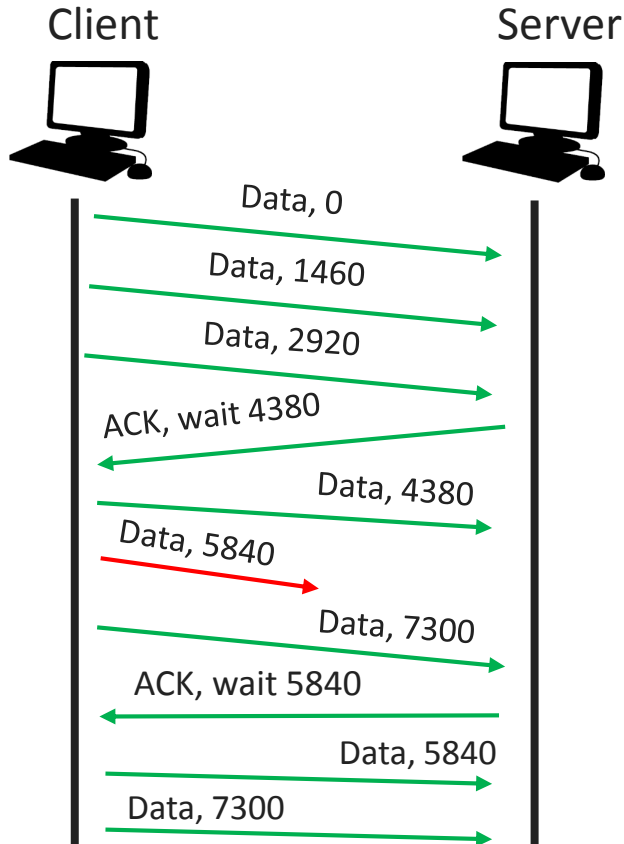 Client
Server
Data, 0
Data, 1460
Data, 2920
ACK, wait 4380
Data, 4380
Data, 5840
Data, 7300
ACK, wait 5840
Data, 5840
Data, 7300